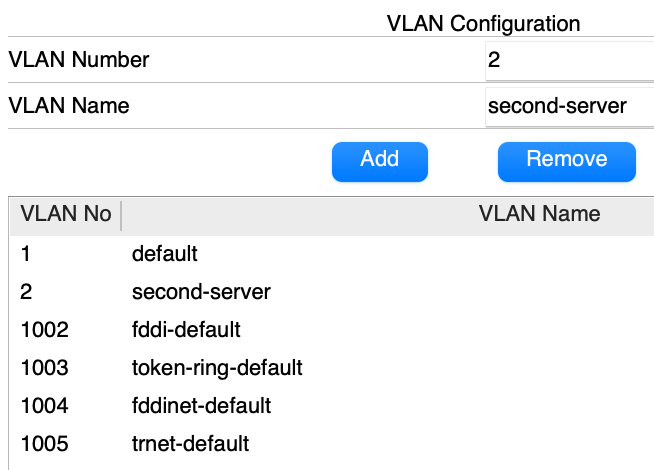 VLAN Configuration
VLAN Number 2
VLAN Name second-server
Add Remove
VLAN No VLAN Name
1 default
2 second-server
1002 fddi-default
1003 token-ring-default
1004 fddinet-default
1005 trnet-default